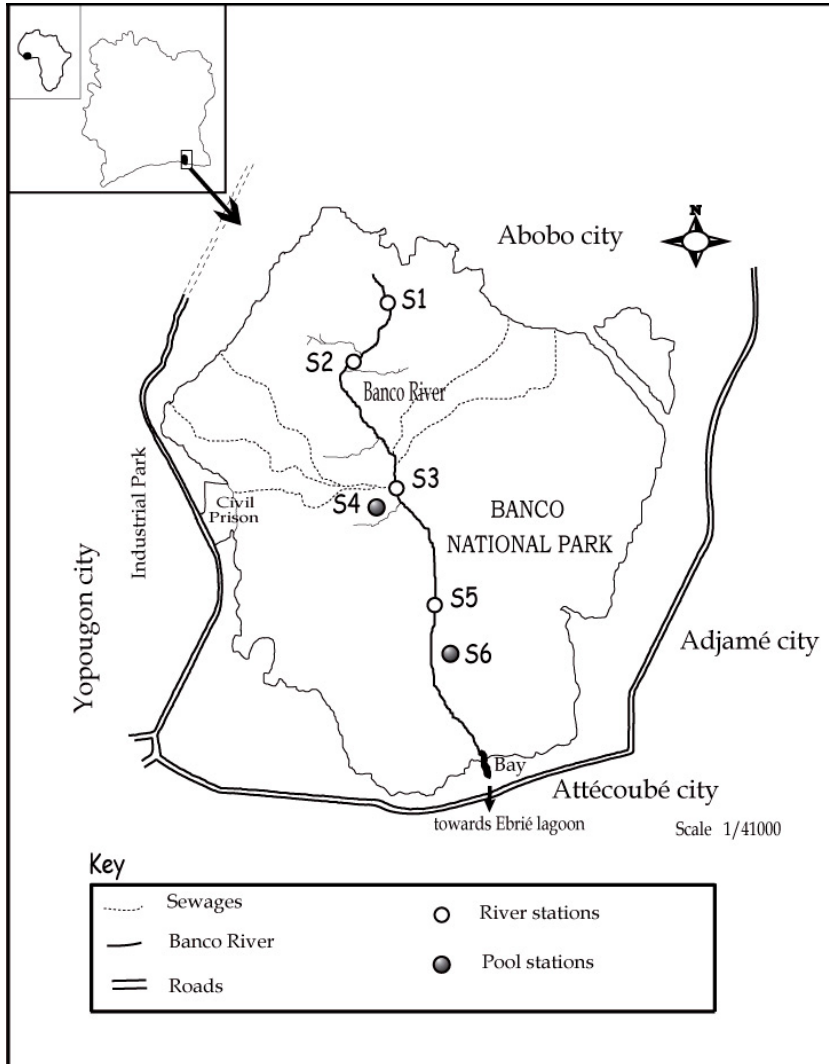 N
Abobo city
S1
S2
Banco River
Industrial Park
S3
S4
Civil
Prison
BANCO
NATIONAL PARK
S5
Yopougon city
S6
Adjamé city
Bay
Attécoubé city
towards Ebrié lagoon
Scale 1/41000
Key
Sewages
River stations
Banco River
Pool stations
Roads